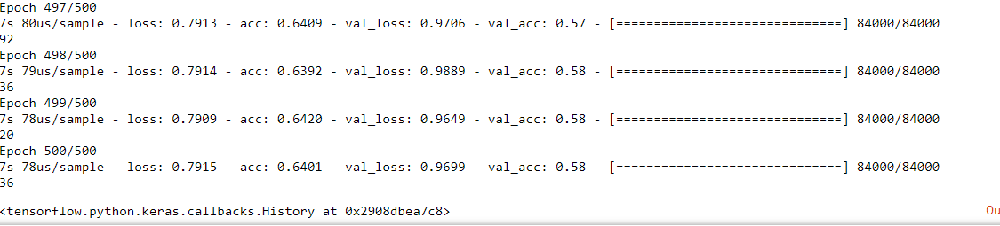 Epoch 497/500
7s 80us/sample - loss: 0.7913 - acc: 0.6409 - val_loss: 0.9706 - val_acc: 0.57 - [==============================] 84000/84000
92
Epoch 498/500
7s 79us/sample - loss: 0.7914 - acc: 0.6392 - val_loss: 0.9889 - val_acc: 0.58 - [==============================] 84000/84000
36
Epoch 499/500
7s 78us/sample - loss: 0.7909 - acc: 0.6420 - val_loss: 0.9649 - val_acc: 0.58 - [==============================] 84000/84000
20
Epoch 500/500
7s 78us/sample - loss: 0.7915 - acc: 0.6401 - val_loss: 0.9699 - val_acc: 0.58 - [==============================] 84000/84000
36
<tensorflow.python.keras.callbacks.History at 0x2908dbea7c8>
Ou